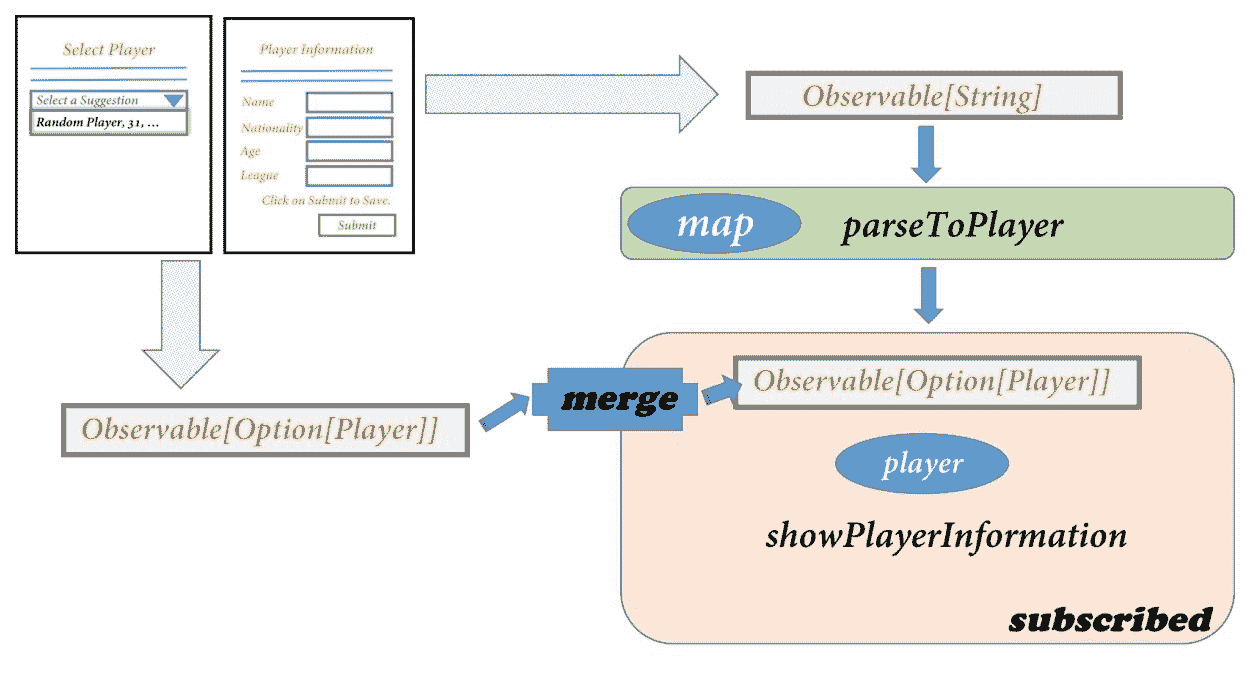 Select Player
Select a Suggestion
Random Player, 31, ...
Player Information
Name
Nationality
Age
League
Click on Submit to Save.
Submit
Observable[String]
map
parseToPlayer
Observable[Option[Player]]
merge
Observable[Option[Player]]
player
showPlayerInformation
subscribed